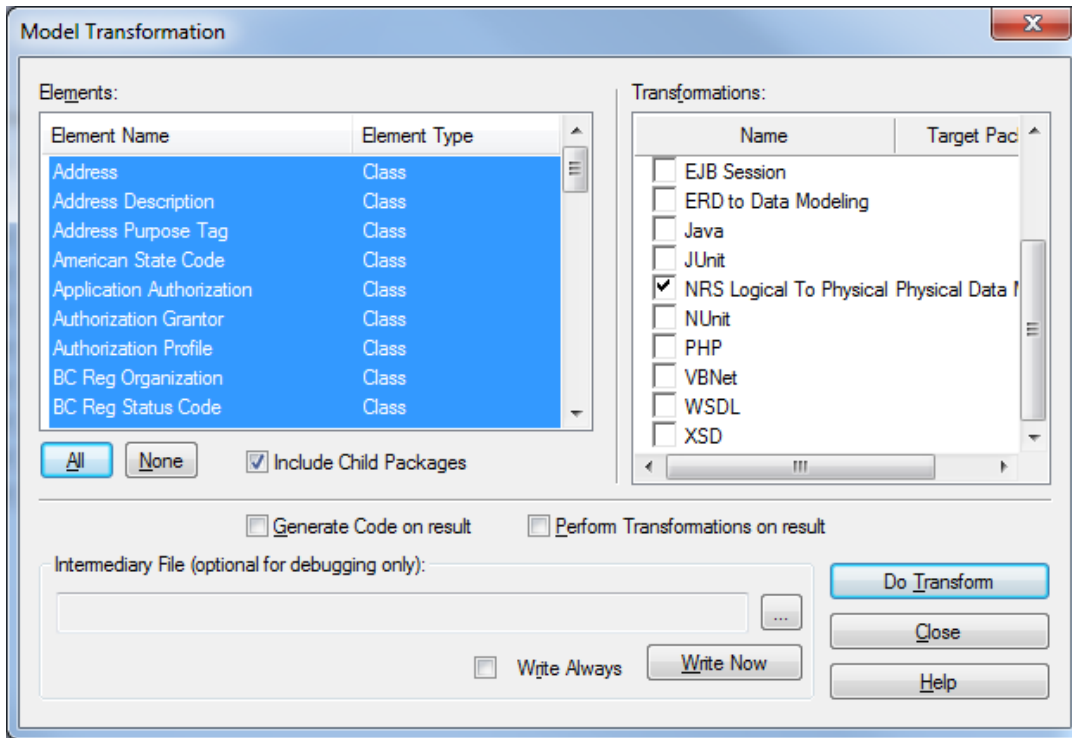 Model Transformation
Elements:
Element Name Element Type
Address Class
Address Description Class
Address Purpose Tag Class
American State Code Class
Application Authorization Class
Authorization Grantor Class
Authorization Profile Class
BC Reg Organization Class
BC Reg Status Code Class
All None Include Child Packages
Transformations:
Name Target Pac
EJB Session
ERD to Data Modeling
Java
JUnit
NRS Logical To Physical Physical Data
NUnit
PHP
VBNet
WSDL
XSD
Generate Code on result Perform Transformations on result
Intermediary File (optional for debugging only):
...
Write Always Write Now
Do Transform
Close
Help